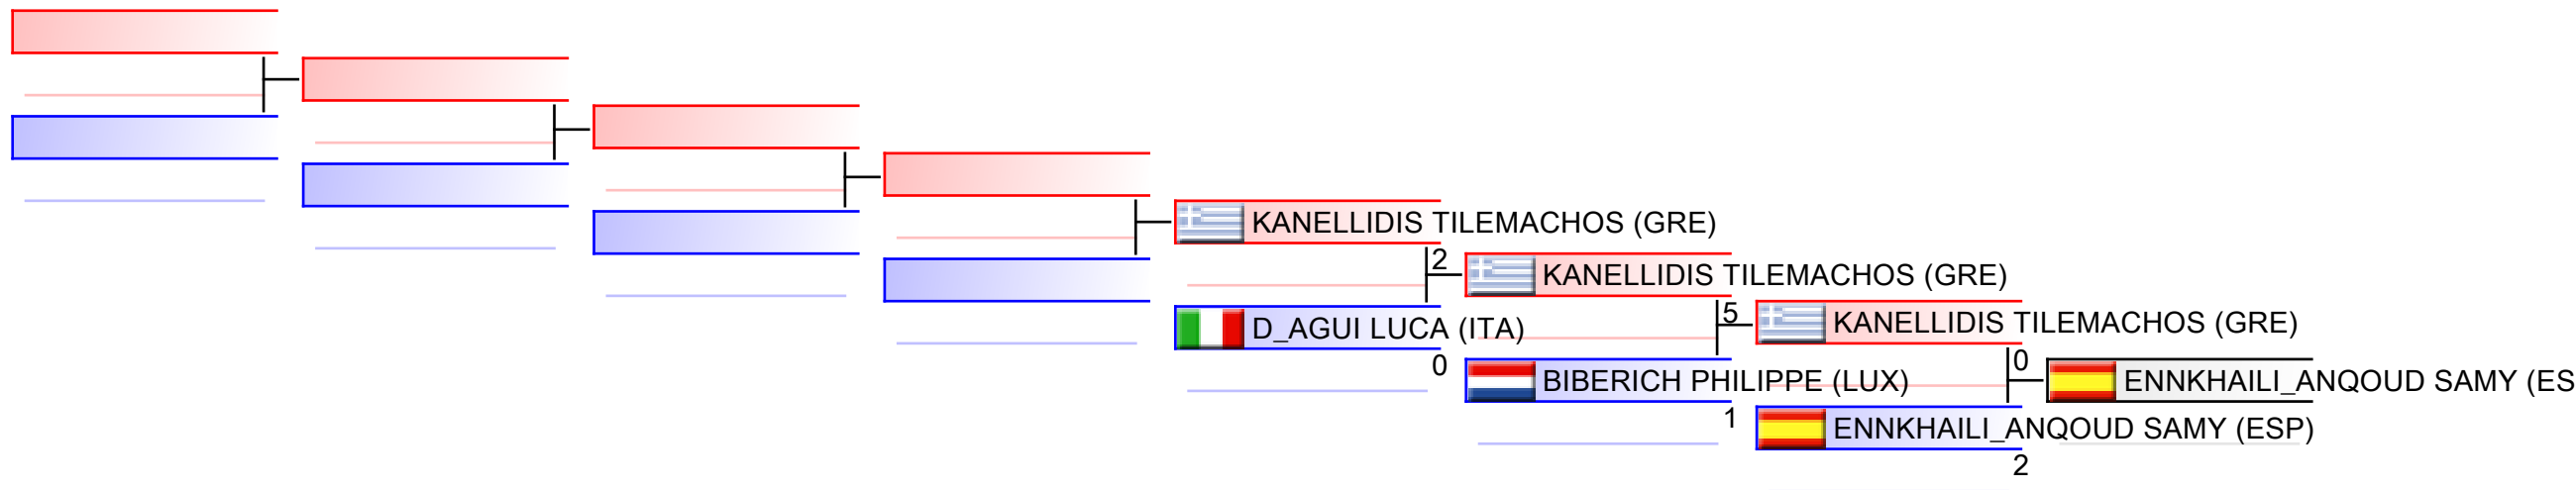 KANELLIDIS TILEMACHOS (GRE)
2
KANELLIDIS TILEMACHOS (GRE)
D_AGUI LUCA (ITA)
5
KANELLIDIS TILEMACHOS (GRE)
0
BIBERICH PHILIPPE (LUX)
0
ENNKHAILI_ANQOUD SAMY (ES
1
ENNKHAILI_ANQOUD SAMY (ESP)
2